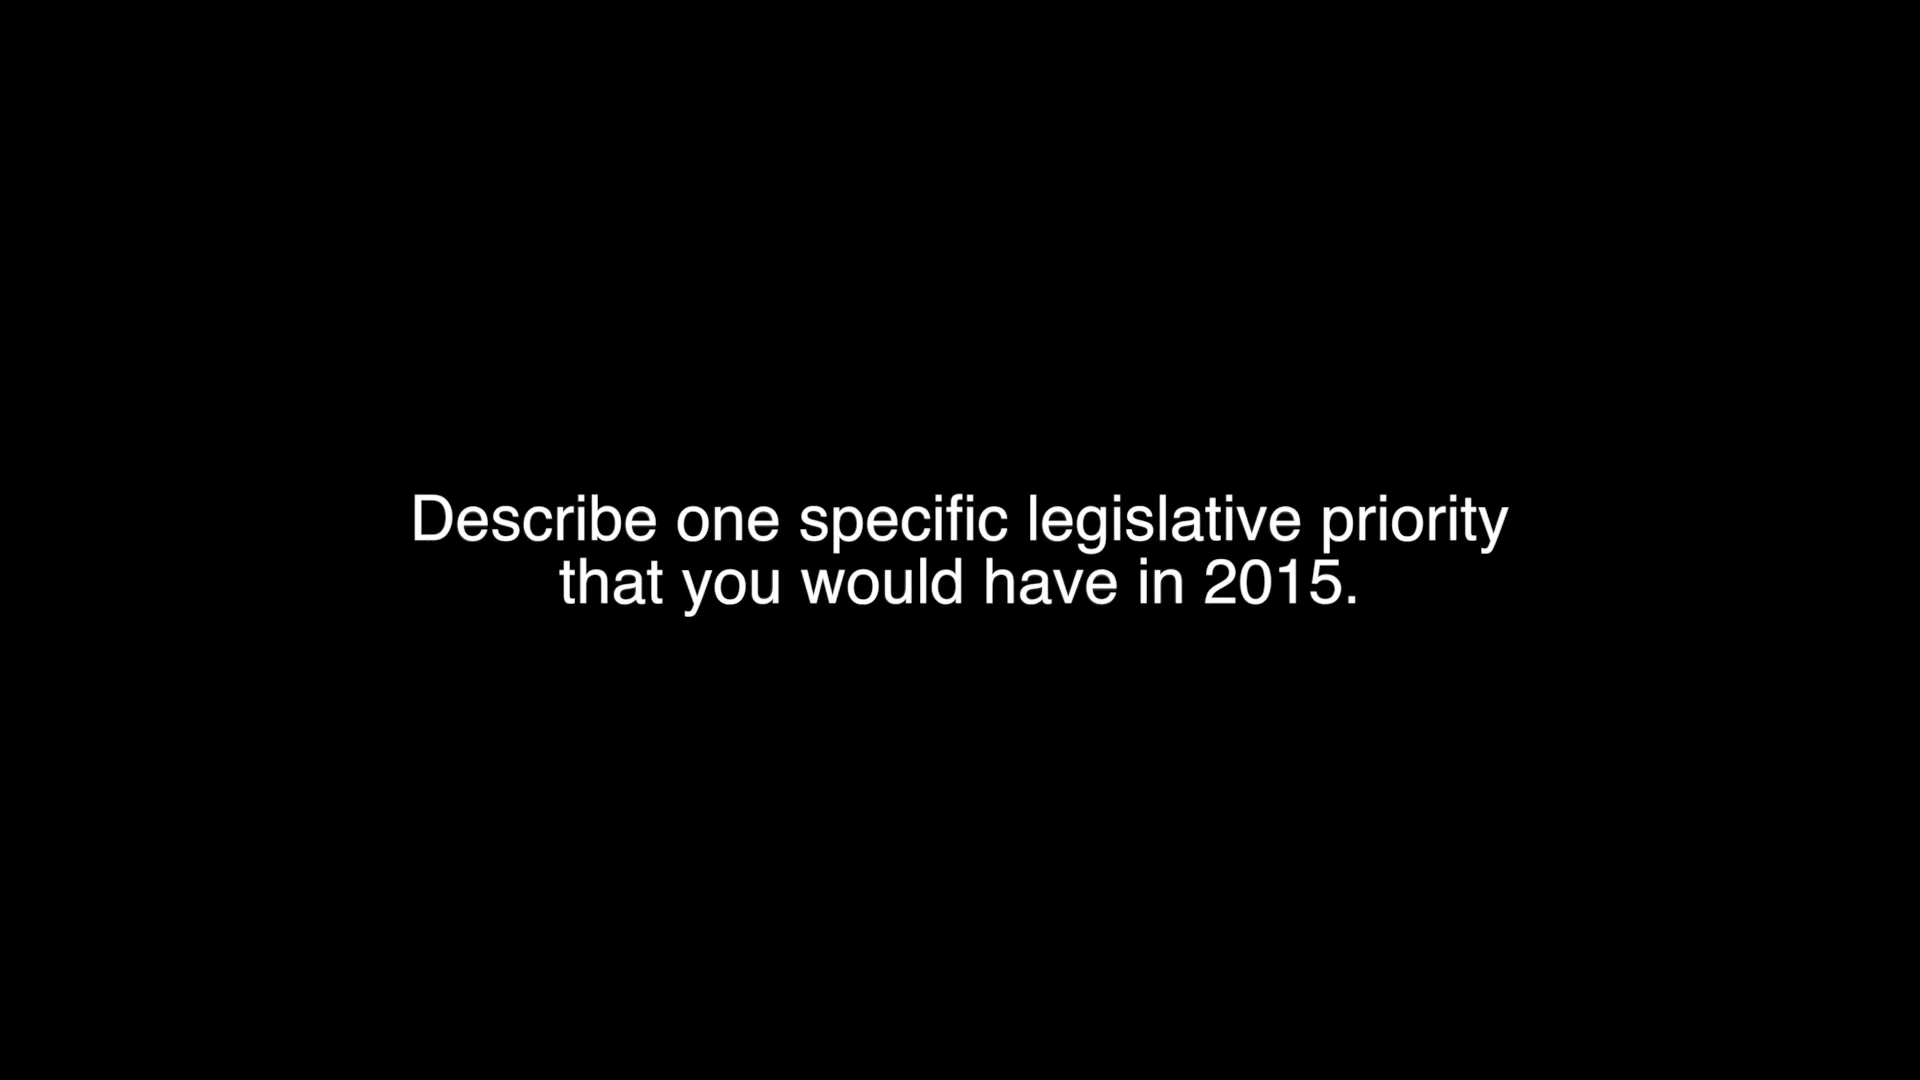 Describe one specific legislative priority
that you would have in 2015.